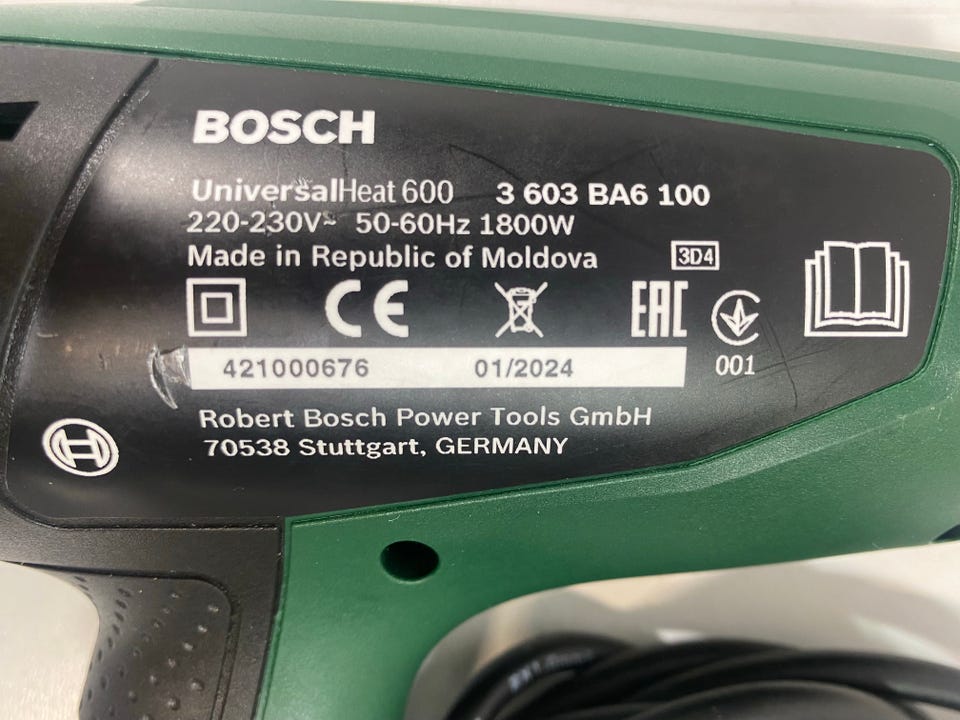 BOSCH
UniversalHeat 600 3 603 BA6 100
220-230V~ 50-60Hz 1800W
Made in Republic of Moldova 3D4
CE EAC
001
421000676 01/2024
Robert Bosch Power Tools GmbH
70538 Stuttgart, GERMANY